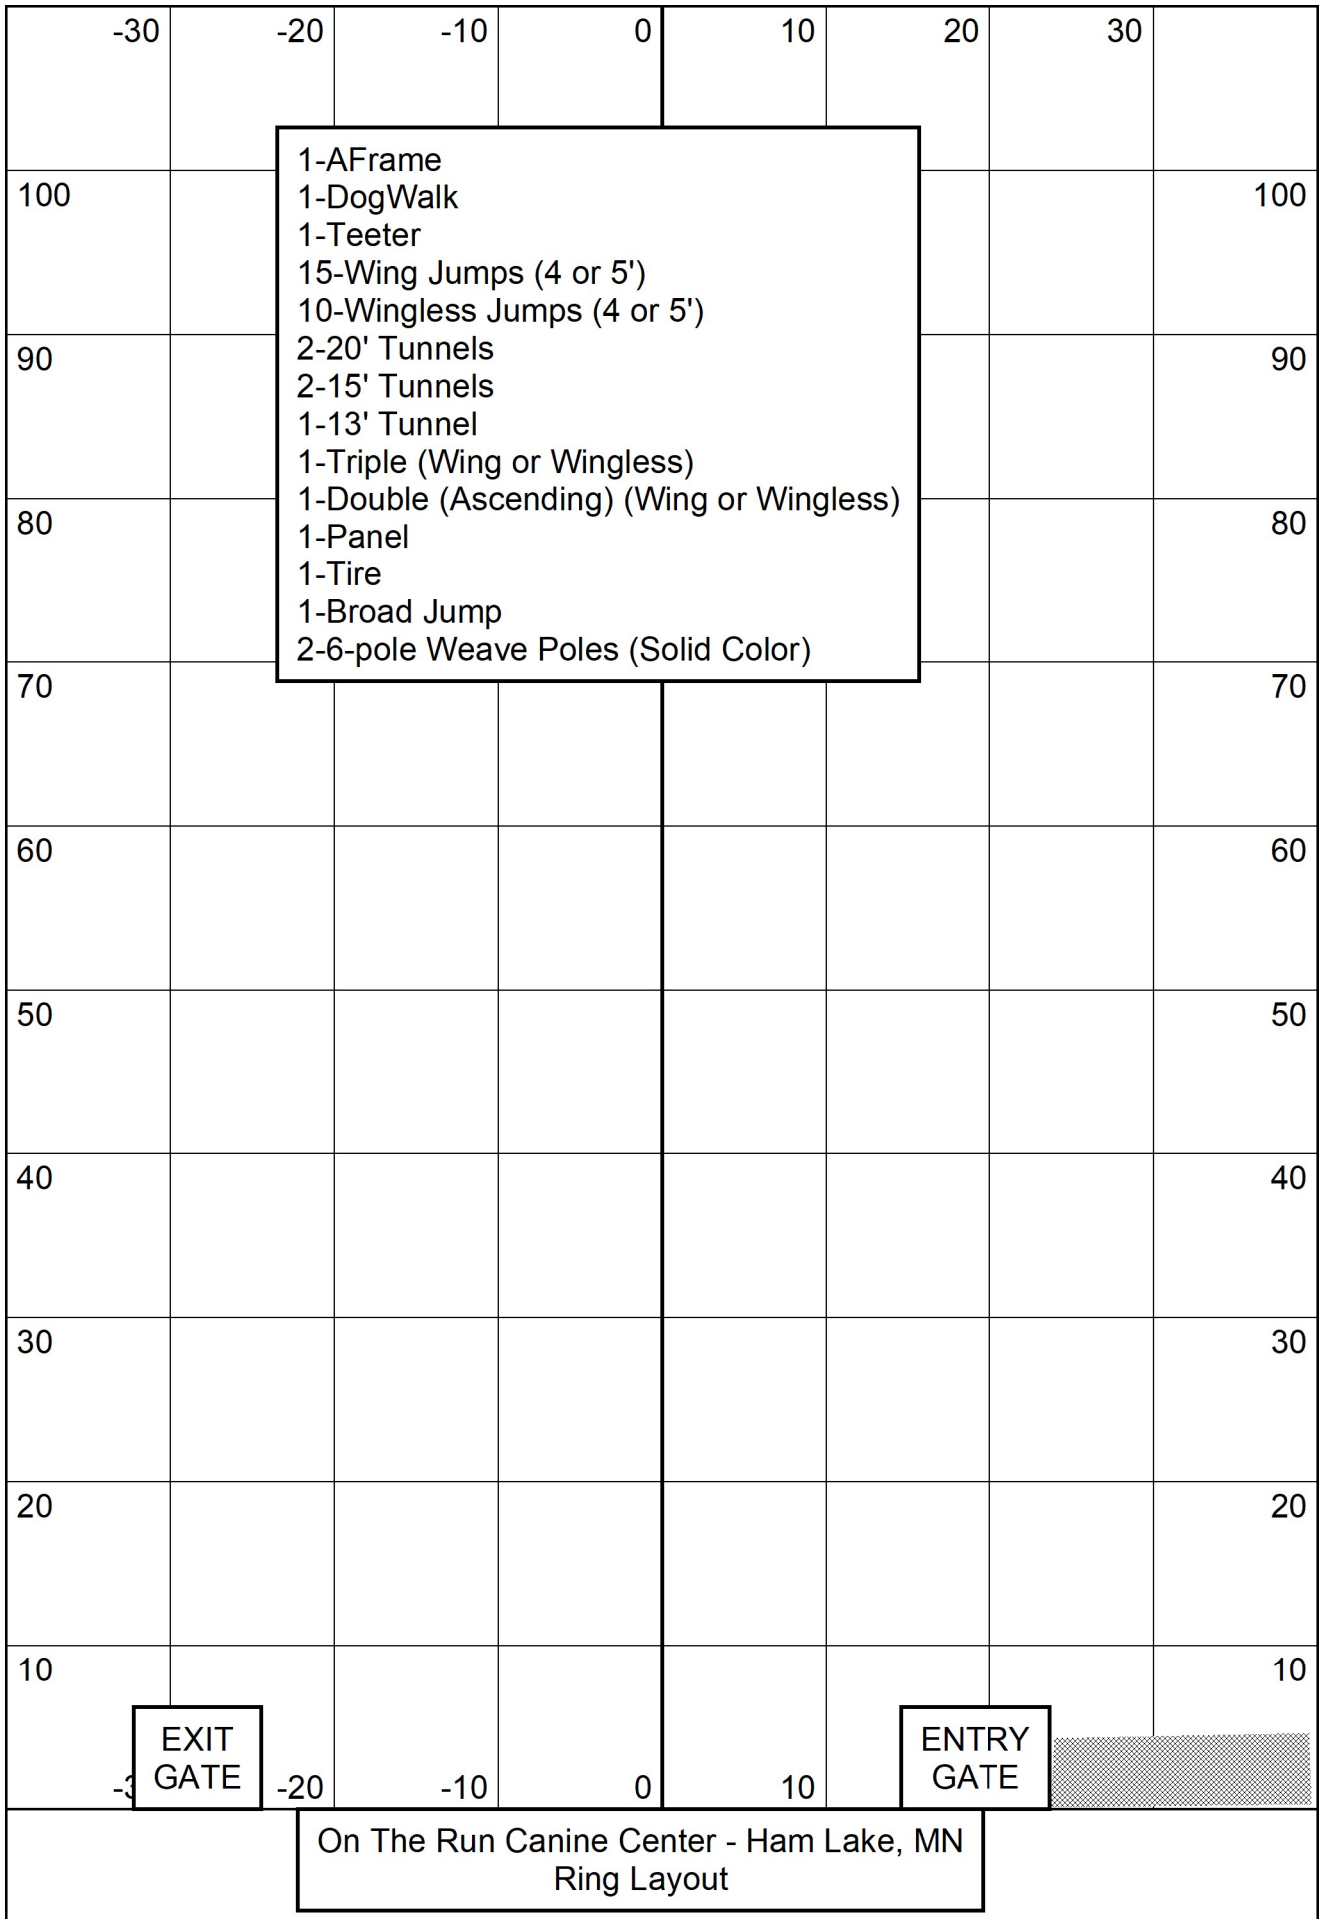 -30 -20 -10 0 10 20 30
1-AFrame
100 1-DogWalk 100
1-Teeter
15-Wing Jumps (4 or 5')
10-Wingless Jumps (4 or 5')
2-20' Tunnels
90 90
2-15' Tunnels
1-13' Tunnel
1-Triple (Wing or Wingless)
1-Double (Ascending) (Wing or Wingless)
80 80
1-Panel
1-Tire
1-Broad Jump
2-6-pole Weave Poles (Solid Color)
70 70
60 60
50 50
40 40
30 30
20 20
10 10
EXIT ENTRY
GATE GATE
-20 -10 0 10
On The Run Canine Center - Ham Lake, MN
Ring Layout